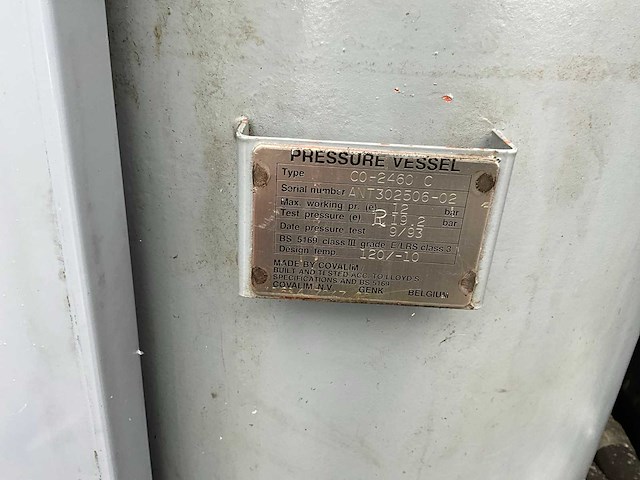 PRESSURE VESSEL
Type CO-2460 C
Serial number ANT302506-02
Max. working pr. (e) 12 bar
Test pressure (e) 15.2 bar
Date pressure test 9/93
BS. 5169 class III grade E LRS class 3
Design temp. 120/-10
MADE BY COVALIM
BUILT AND TESTED ACC. TO LLOYD'S
SPECIFICATIONS AND BS.5169
COVALIM N.V. GENK BELGIUM